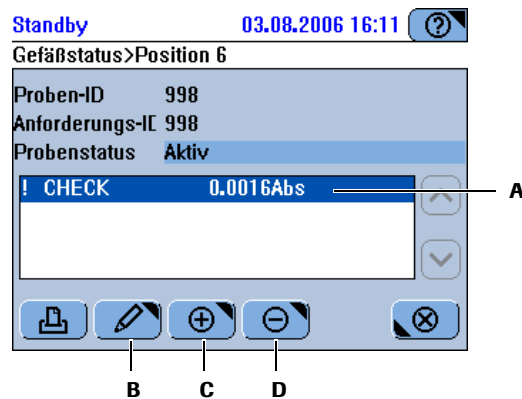 Standby 03.08.2006 16:11
Gefäßstatus>Position 6
Proben-ID 998
Anforderungs-IC 998
Probenstatus Aktiv
! CHECK 0.0016Abs
A
B C D